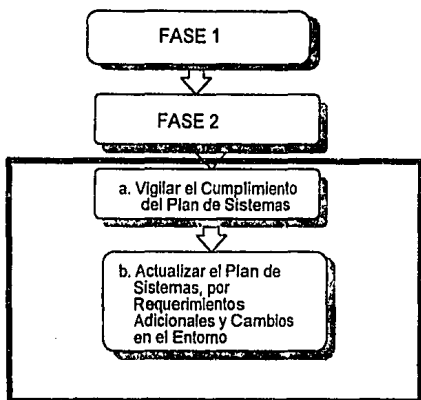 FASE 1
FASE 2
a. Vigilar el Cumplimiento
del Plan de Sistemas
b. Actualizar el Plan de
Sistemas, por
Requerimientos
Adicionales y Cambios
en el Entorno